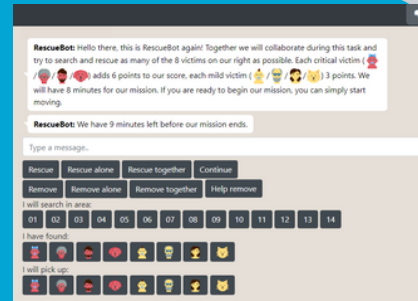 RescueBot: Hello there, this is RescueBot again! Together we will collaborate during this task and
try to search and rescue as many of the 8 victims on our right as possible. Each critical victim (
/ / / ) adds 6 points to our score, each mild victim ( / / / ) 3 points. We
will have 8 minutes for our mission. If you are ready to begin our mission, you can simply start
moving.
RescueBot: We have 9 minutes left before our mission ends.
Type a message..
Rescue Rescue alone Rescue together Continue
Remove Remove alone Remove together Help remove
I will search in area:
01 02 03 04 05 06 07 08 09 10 11 12 13 14
I have found:
I will pick up: